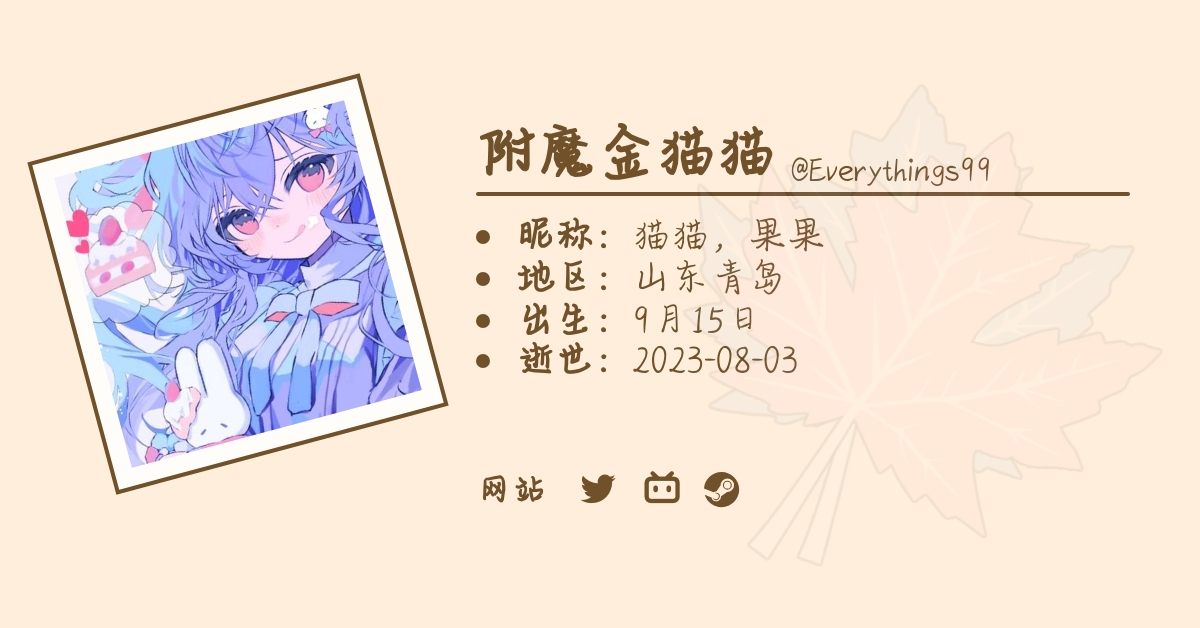 附魔金猫猫 @Everythings99
昵称：猫猫，果果
地区：山东青岛
出生：9月15日
逝世：2023-08-03
网站